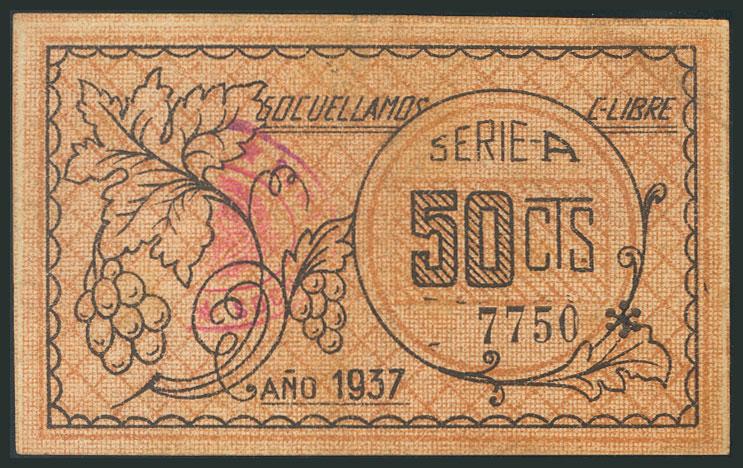 SOCUELLAMOS C-LIBRE
SERIE-A
50 CTS
7750
AÑO 1937